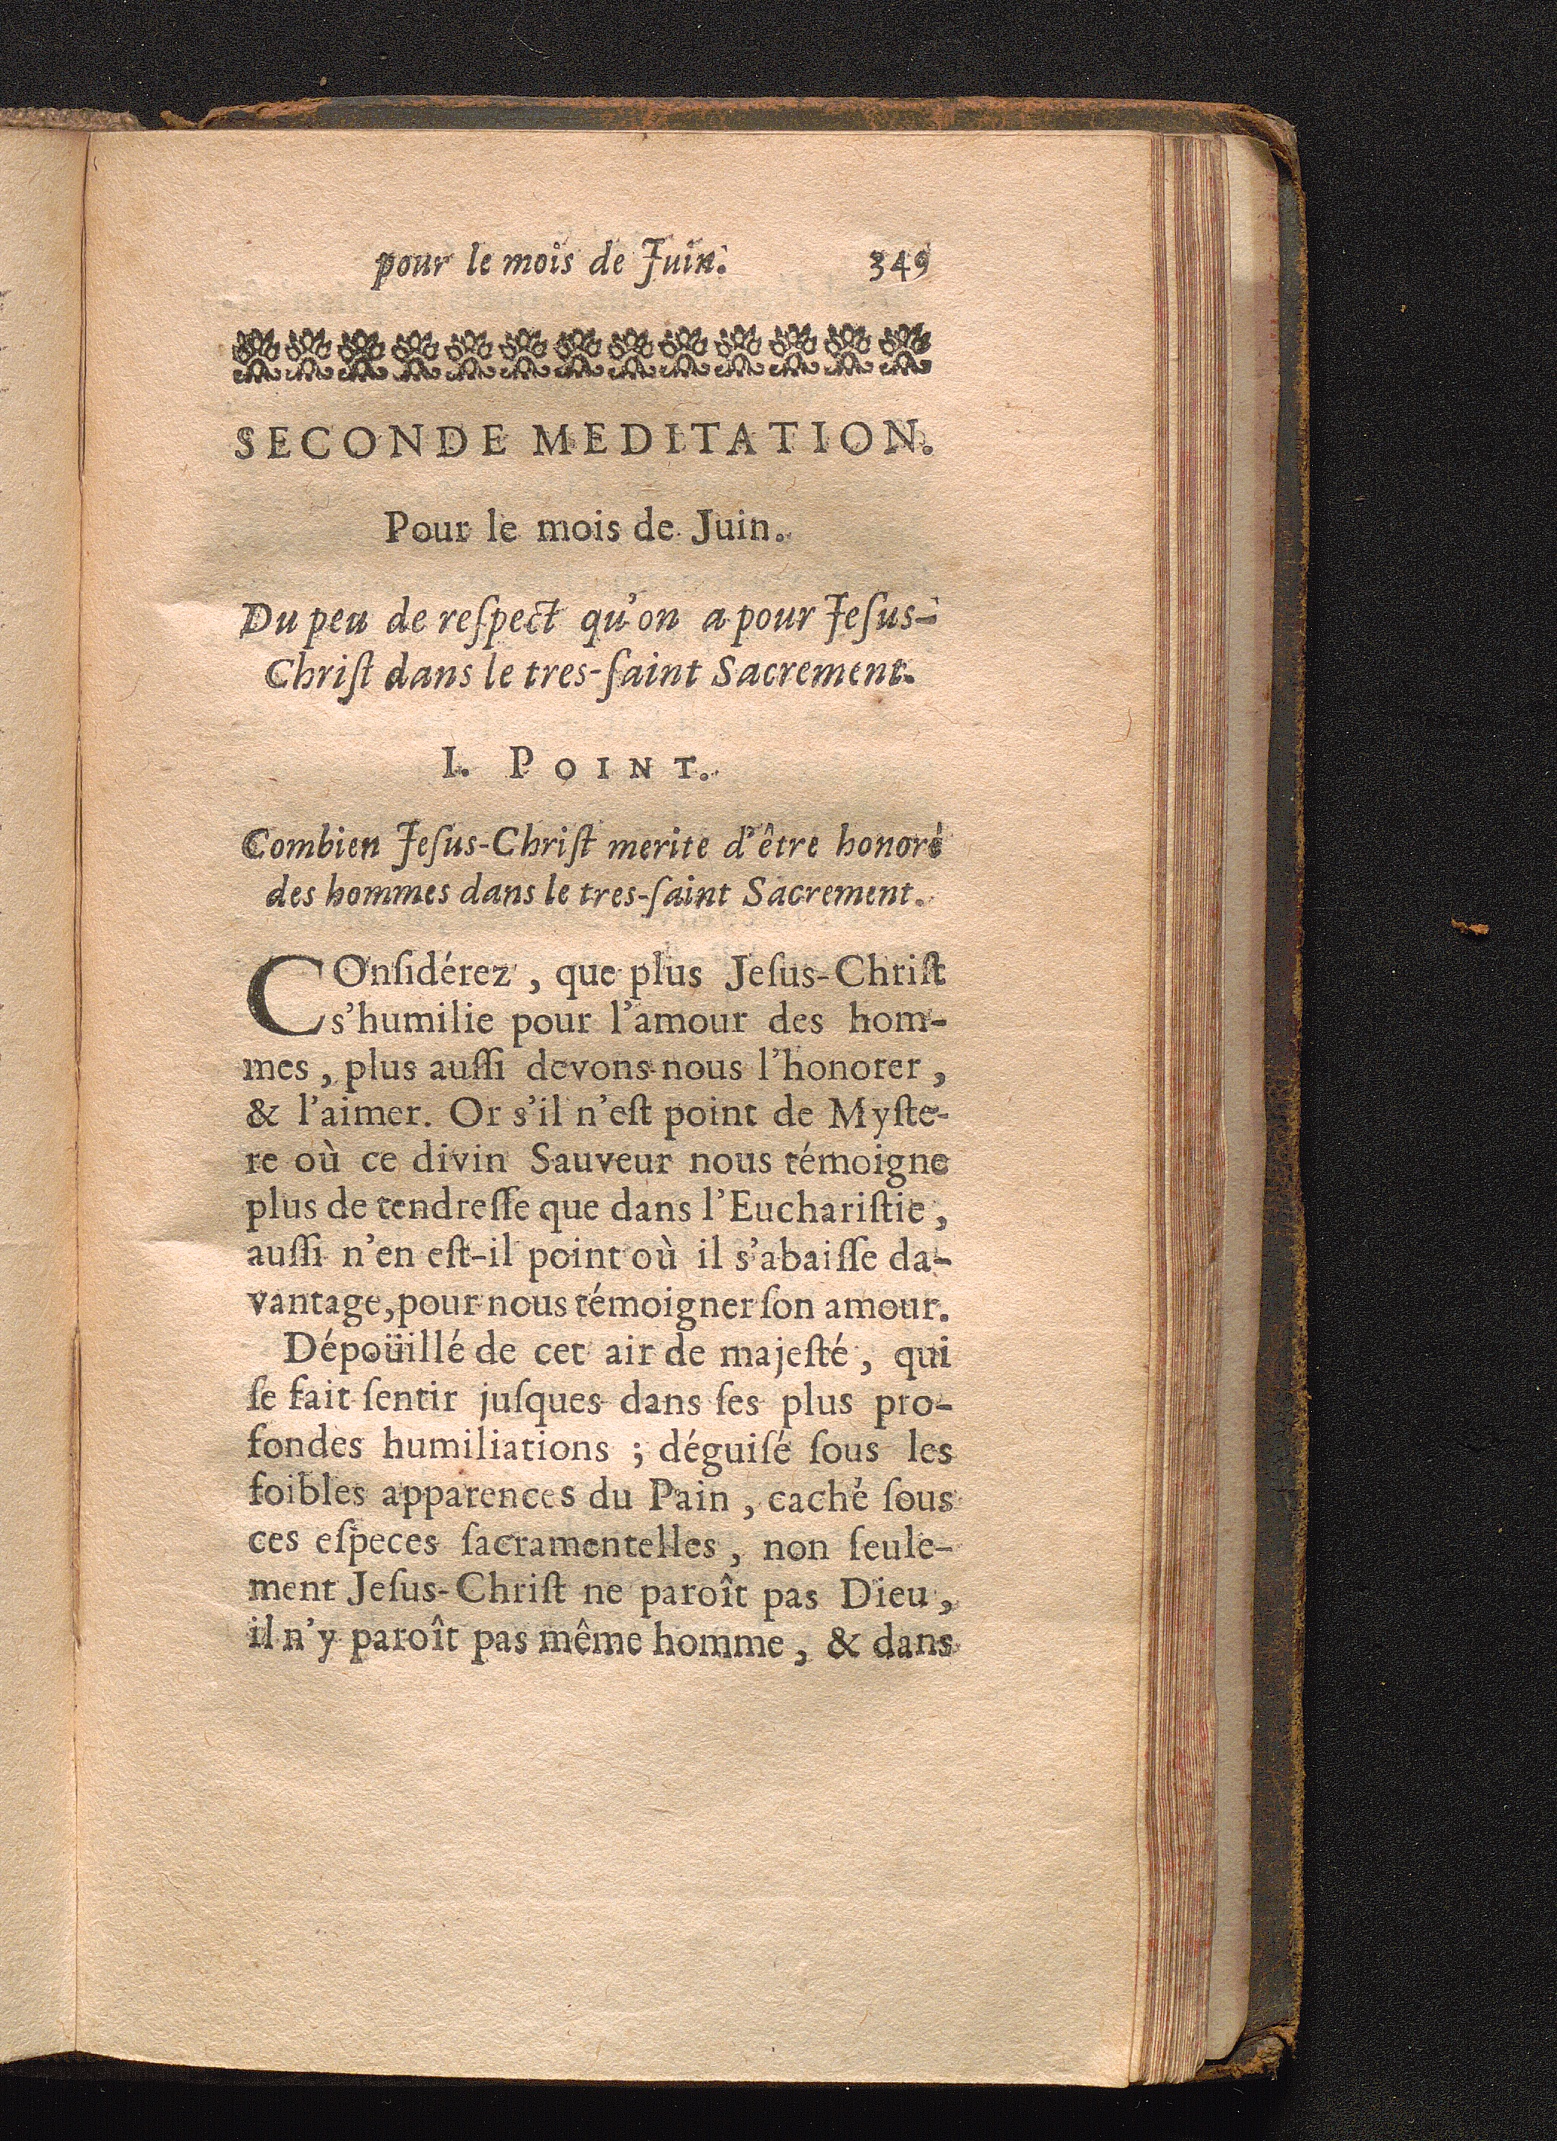 pour le mois de Juin. 349
SECONDE MEDITATION.
Pour le mois de Juin.
Du peu de reſpect qu'on a pour Jeſus-
Chriſt dans le tres-ſaint Sacrement.
I. POINT.
Combien Jeſus-Chriſt merite d'être honoré
des hommes dans le tres-ſaint Sacrement.
COnſidérez, que plus Jeſus-Chriſt
s'humilie pour l'amour des hom-
mes, plus auſſi devons-nous l'honorer,
& l'aimer. Or s'il n'eſt point de Myſte-
re où ce divin Sauveur nous témoigne
plus de tendreſſe que dans l'Euchariſtie,
auſſi n'en eſt-il point où il s'abaiſſe da-
vantage, pour nous témoigner ſon amour.
Dépoüillé de cet air de majeſté, qui
ſe fait ſentir juſques dans ſes plus pro-
fondes humiliations ; déguiſé ſous les
foibles apparences du Pain, caché ſous
ces eſpeces ſacramentelles, non ſeule-
ment Jeſus-Chriſt ne paroît pas Dieu,
il n'y paroît pas même homme, & dans